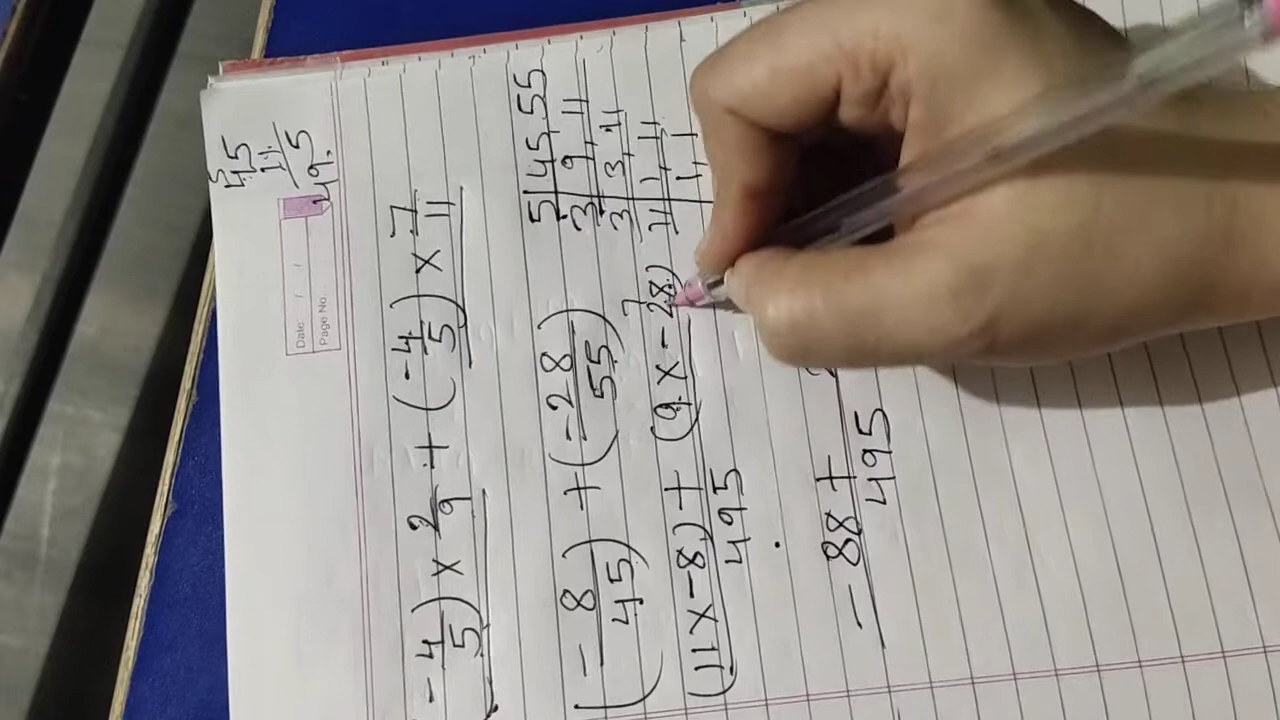 Date: / /
Page No.
45
11
495
(-4/5) × 2/9 + (-4/5) × 7/11
(-8/45) + (-28/55)
5 | 45, 55
3 | 9, 11
3 | 3, 11
11 | 1, 11
1, 1
(11 × -8) + (9 × -28)
495
-88 +
495